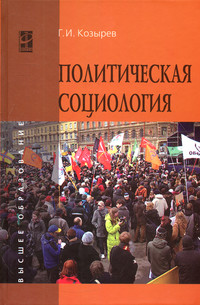 Г.И. Козырев
ПОЛИТИЧЕСКАЯ
СОЦИОЛОГИЯ
ВЫСШЕЕ ОБРАЗОВАНИЕ